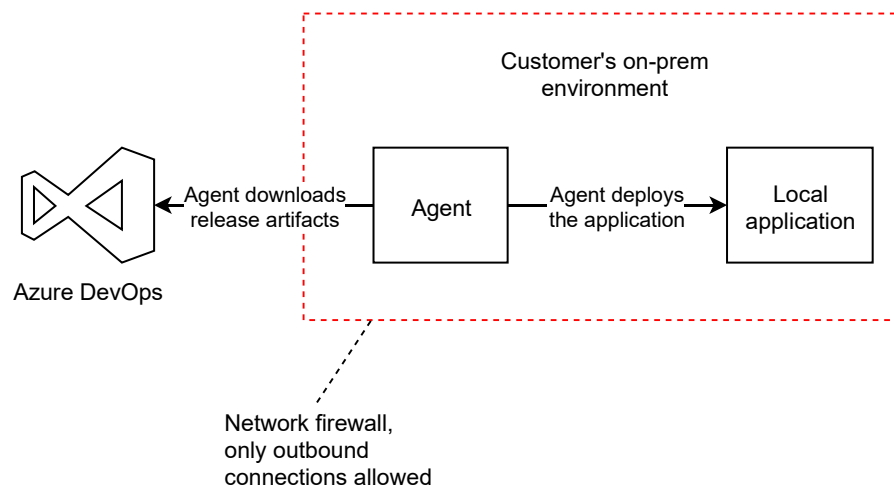 Customer's on-prem
environment
Agent downloads
release artifacts
Agent
Agent deploys
the application
Local
application
Azure DevOps
Network firewall,
only outbound
connections allowed